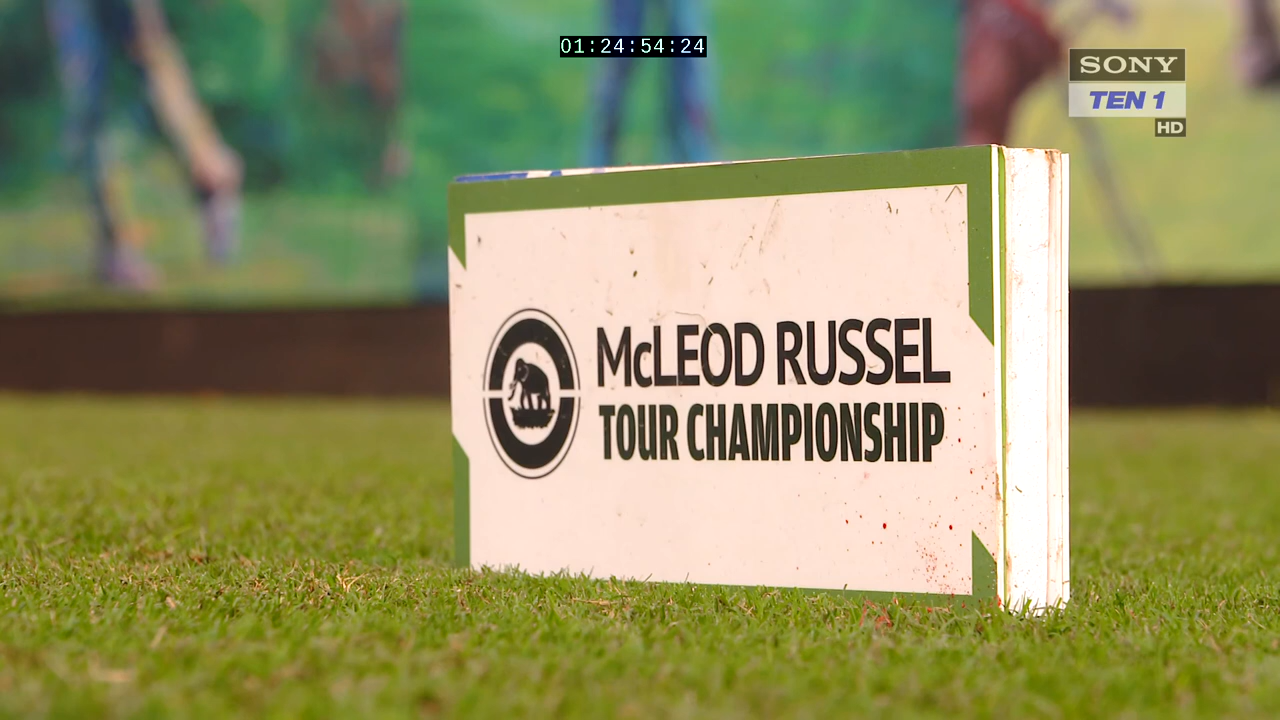 01:24:54:24
SONY
TEN 1
HD
McLEOD RUSSEL
TOUR CHAMPIONSHIP